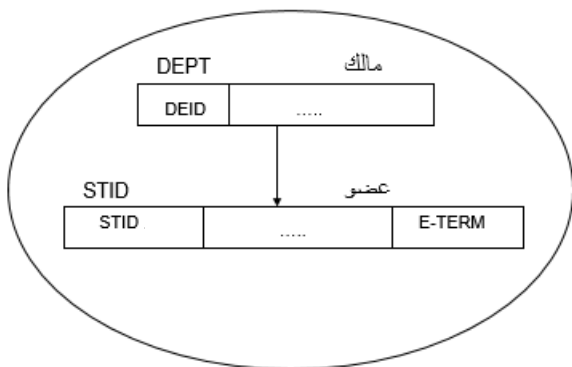 DEPT مالك
DEID .....
STID عضو
STID ..... E-TERM